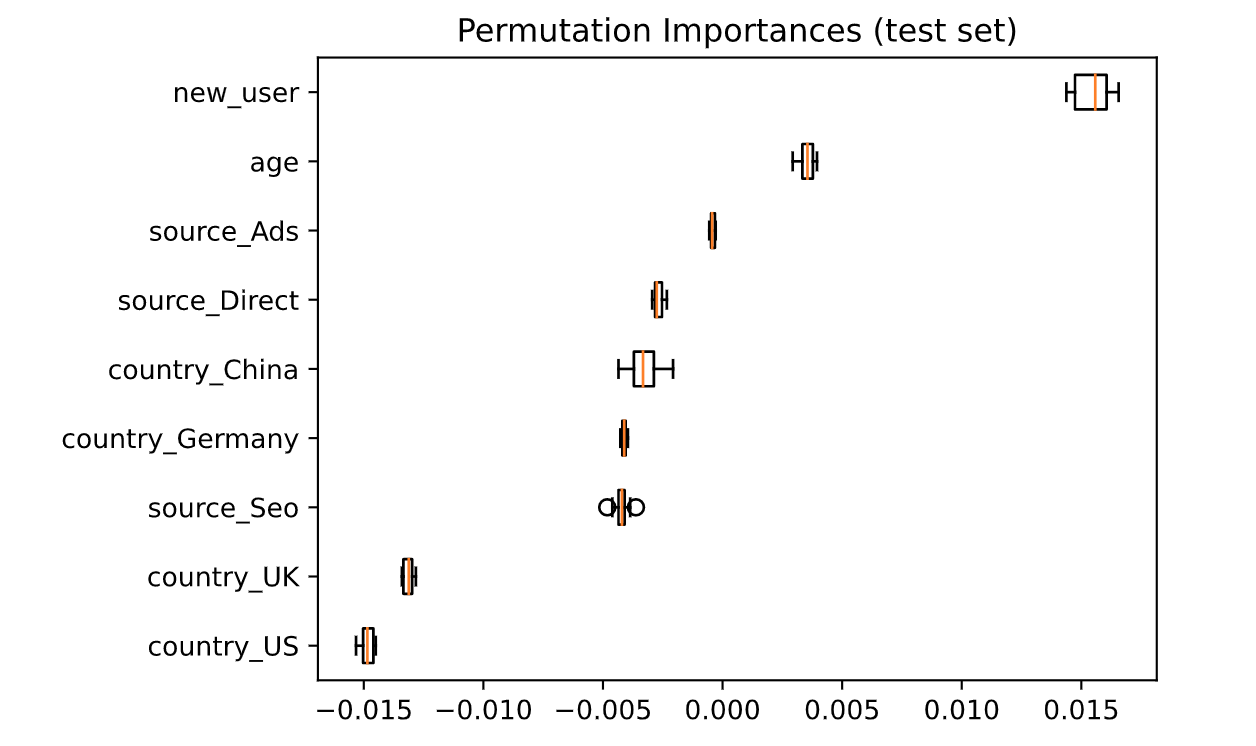 Permutation Importances (test set)
new_user
age
source_Ads
source_Direct
country_China
country_Germany
source_Seo
country_UK
country_US
−0.015 −0.010 −0.005 0.000 0.005 0.010 0.015